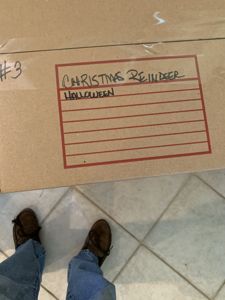 #3
CHRISTMAS REINDEER
HALLOWEEN